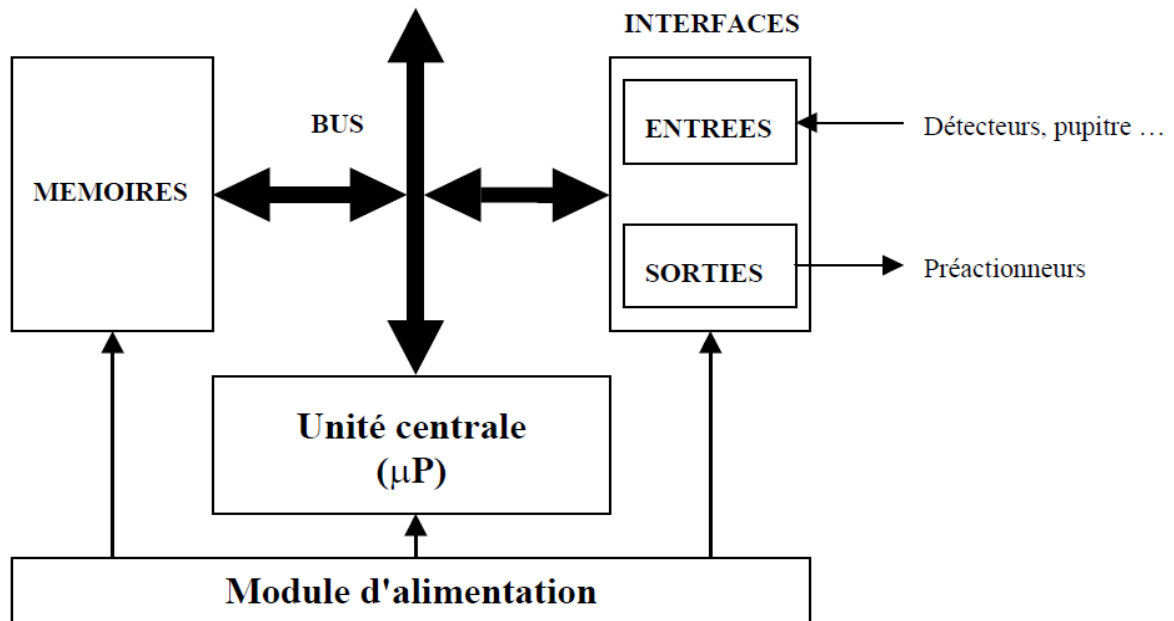 INTERFACES
BUS
MEMOIRES
ENTREES
Détecteurs, pupitre …
SORTIES
Préactionneurs
Unité centrale
(µP)
Module d'alimentation